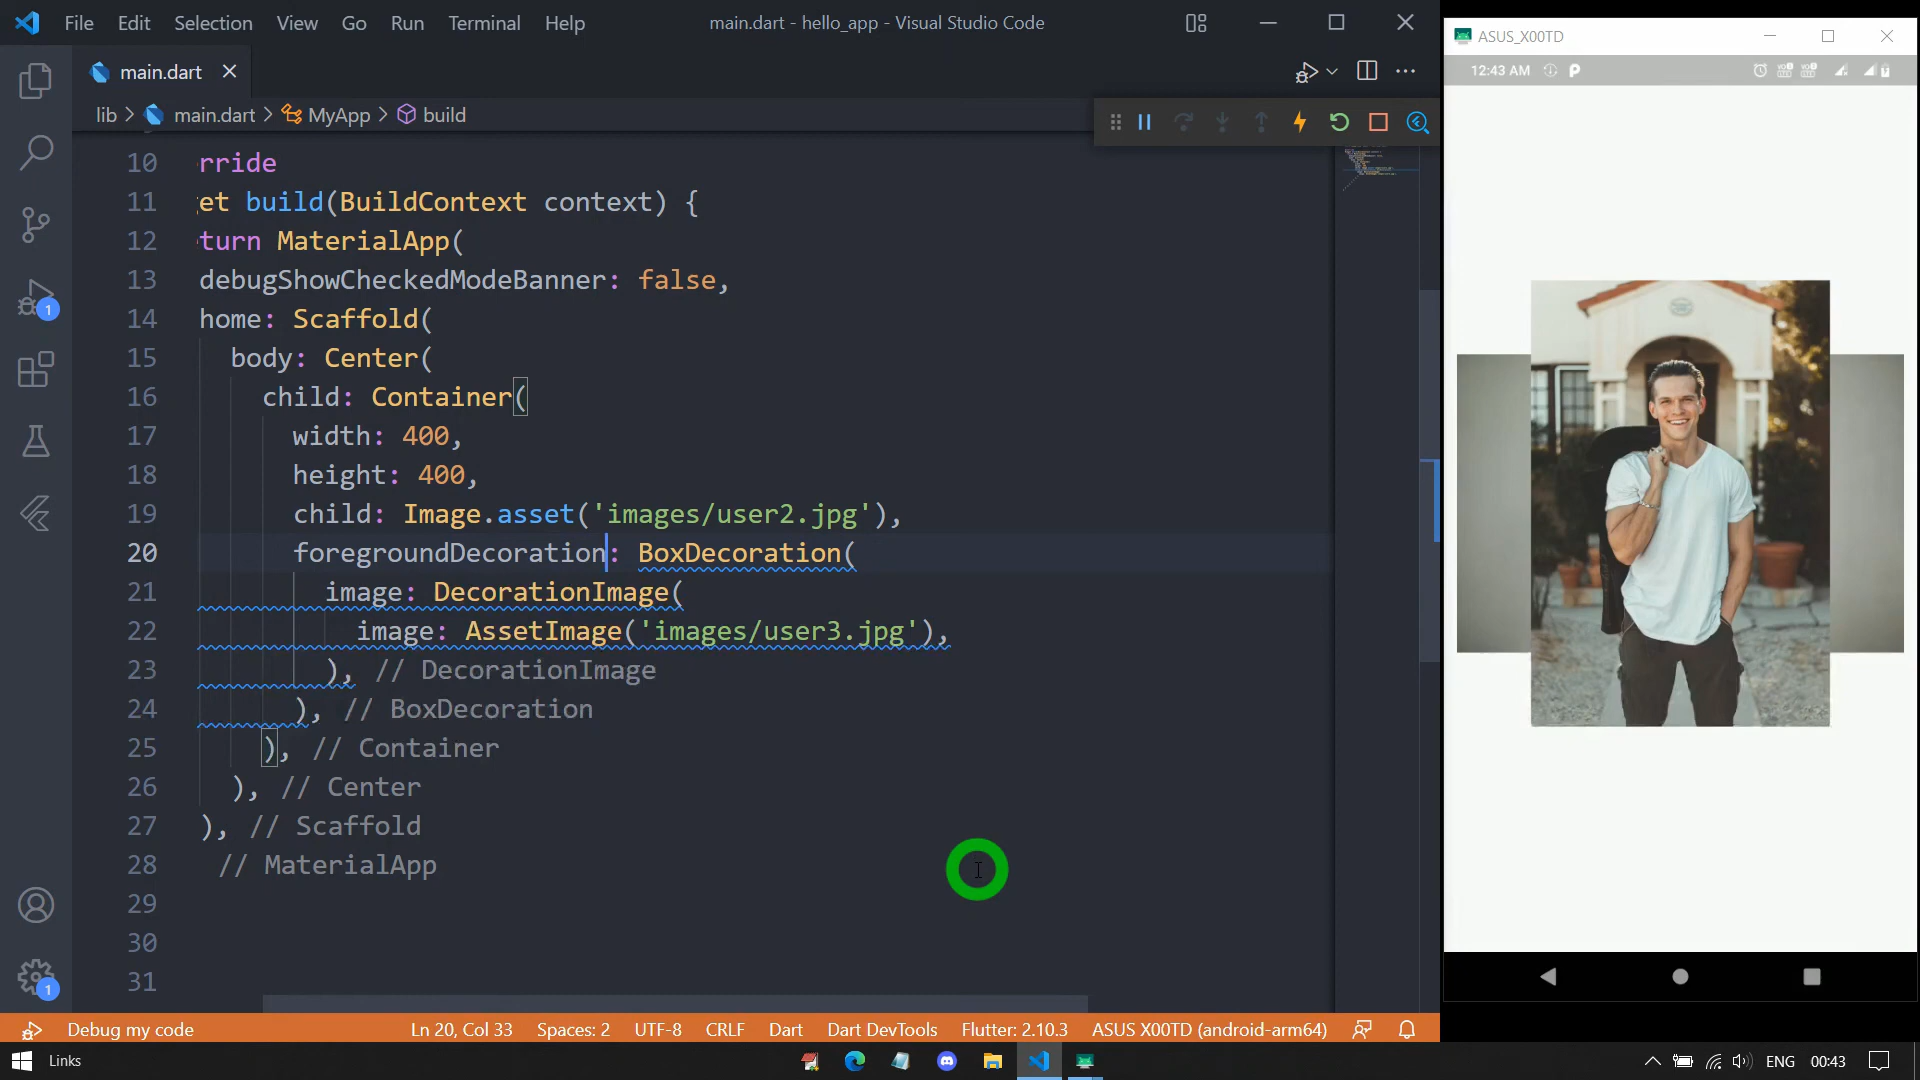 File Edit Selection View Go Run Terminal Help main.dart - hello_app - Visual Studio Code
ASUS_X00TD
main.dart
12:43 AM
lib > main.dart > MyApp > build
10 rride
11 et build(BuildContext context) {
12 turn MaterialApp(
13 debugShowCheckedModeBanner: false,
14 home: Scaffold(
15 body: Center(
16 child: Container(
17 width: 400,
18 height: 400,
19 child: Image.asset('images/user2.jpg'),
20 foregroundDecoration: BoxDecoration(
21 image: DecorationImage(
22 image: AssetImage('images/user3.jpg'),
23 ), // DecorationImage
24 ), // BoxDecoration
25 ), // Container
26 ), // Center
27 ), // Scaffold
28 // MaterialApp
29
30
31
1
1
Debug my code Ln 20, Col 33 Spaces: 2 UTF-8 CRLF Dart Dart DevTools Flutter: 2.10.3 ASUS X00TD (android-arm64)
Links ENG 00:43